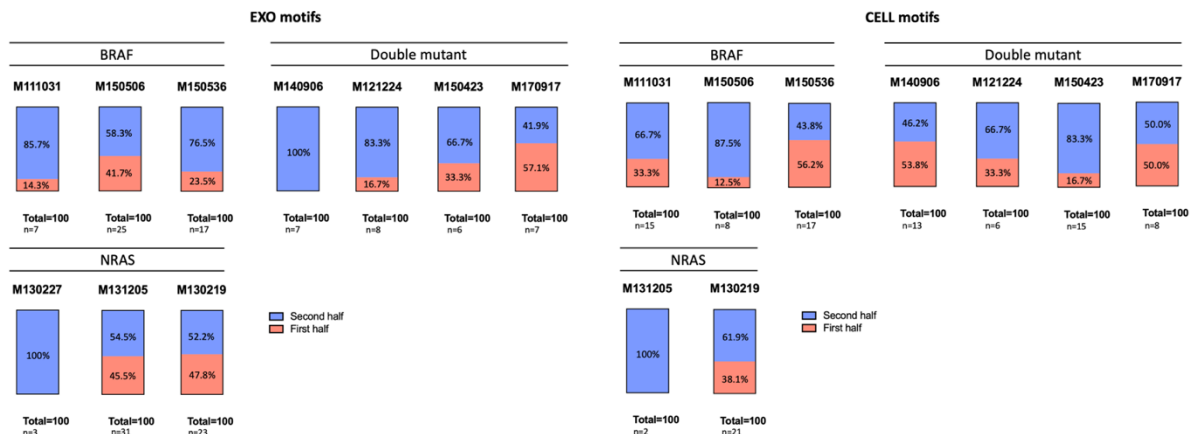 EXO motifs
BRAF
Double mutant
M111031 M150506 M150536
M140906 M121224 M150423 M170917
85.7% 58.3% 76.5% 100% 83.3% 66.7% 41.9%
14.3% 41.7% 23.5% 16.7% 33.3% 57.1%
Total=100 Total=100 Total=100 Total=100 Total=100 Total=100 Total=100
n=7 n=25 n=17 n=7 n=8 n=6 n=7
NRAS
M130227 M131205 M130219
100% 54.5% 52.2%
45.5% 47.8%
Second half
First half
Total=100 Total=100 Total=100
n=3 n=31 n=23
CELL motifs
BRAF
Double mutant
M111031 M150506 M150536
M140906 M121224 M150423 M170917
66.7% 87.5% 43.8% 46.2% 66.7% 83.3% 50.0%
33.3% 12.5% 56.2% 53.8% 33.3% 16.7% 50.0%
Total=100 Total=100 Total=100 Total=100 Total=100 Total=100 Total=100
n=15 n=8 n=17 n=13 n=6 n=15 n=8
NRAS
M131205 M130219
100% 61.9%
38.1%
Second half
First half
Total=100 Total=100
n=2 n=21